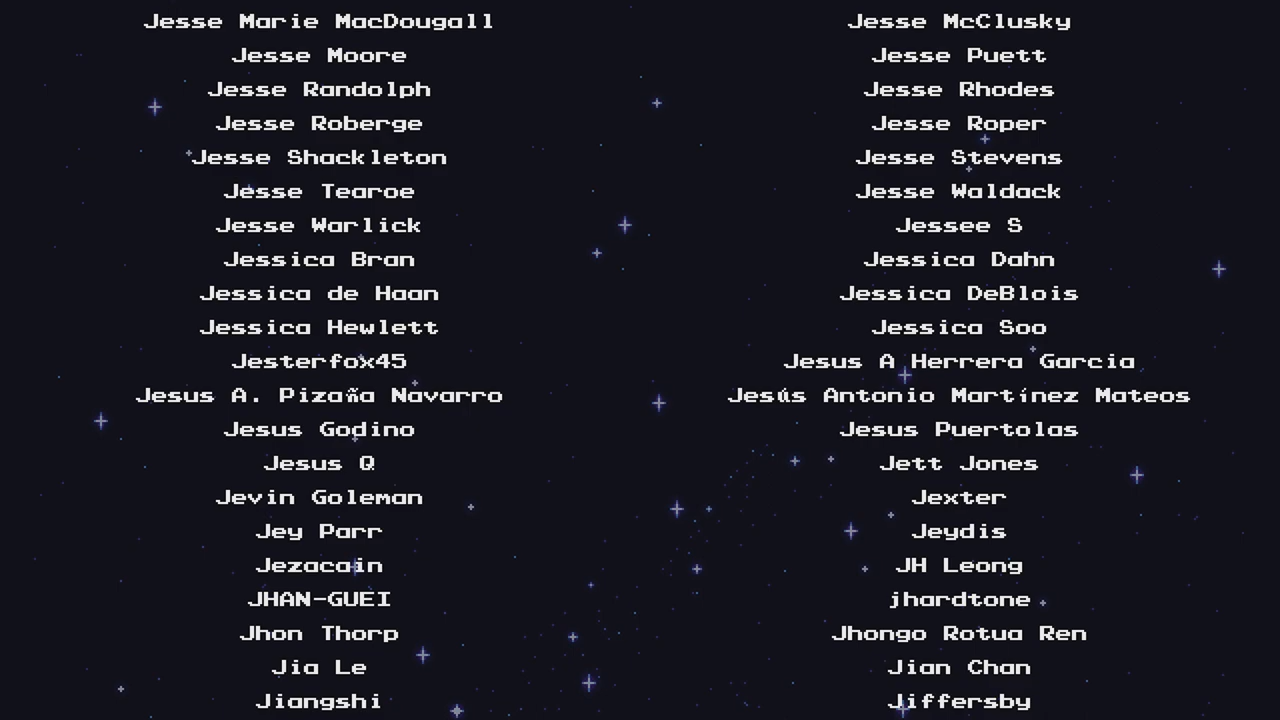 Jesse Marie MacDougall
Jesse McClusky
Jesse Moore
Jesse Puett
Jesse Randolph
Jesse Rhodes
Jesse Roberge
Jesse Roper
Jesse Shackleton
Jesse Stevens
Jesse Tearoe
Jesse Waldack
Jesse Warlick
Jessee S
Jessica Bran
Jessica Dahn
Jessica de Haan
Jessica DeBlois
Jessica Hewlett
Jessica Soo
Jesterfox45
Jesus A Herrera Garcia
Jesus A. Pizaña Navarro
Jesús Antonio Martínez Mateos
Jesus Godino
Jesus Puertolas
Jesus Q
Jett Jones
Jevin Goleman
Jexter
Jey Parr
Jeydis
Jezacain
JH Leong
JHAN-GUEI
jhardtone
Jhon Thorp
Jhongo Rotua Ren
Jia Le
Jian Chan
Jiangshi
Jiffersby